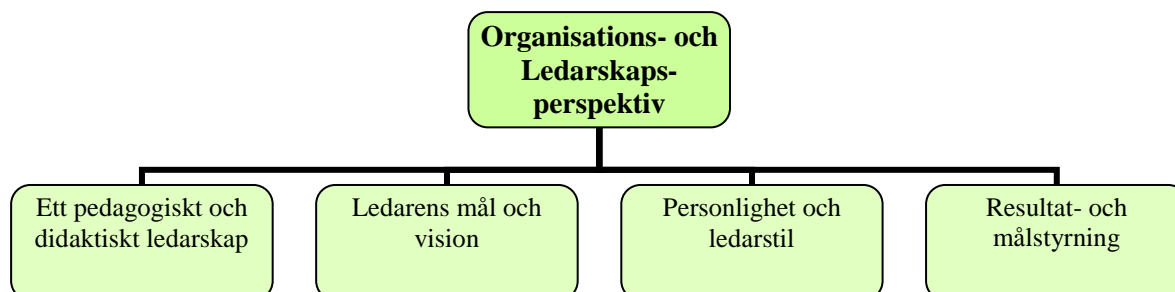 Organisations- och
Ledarskaps-
perspektiv
Ett pedagogiskt och
didaktiskt ledarskap
Ledarens mål och
vision
Personlighet och
ledarstil
Resultat- och
målstyrning